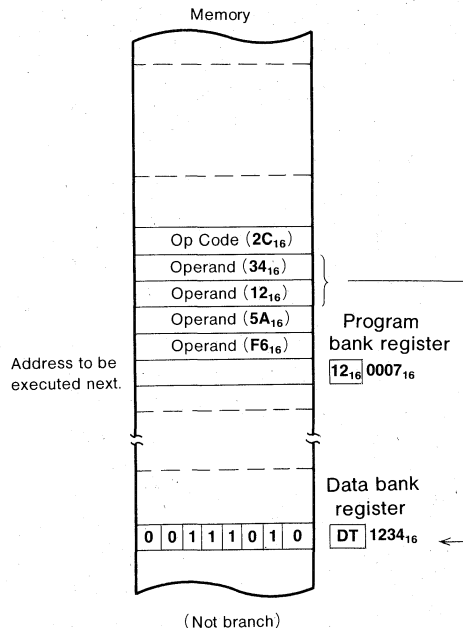 Memory
Op Code (2C₁₆)
Operand (34₁₆)
Operand (12₁₆)
Operand (5A₁₆)
Operand (F6₁₆)
Program
bank register
12₁₆ 0007₁₆
Address to be
executed next.
Data bank
register
0 0 1 1 1 0 1 0
DT 1234₁₆
(Not branch)